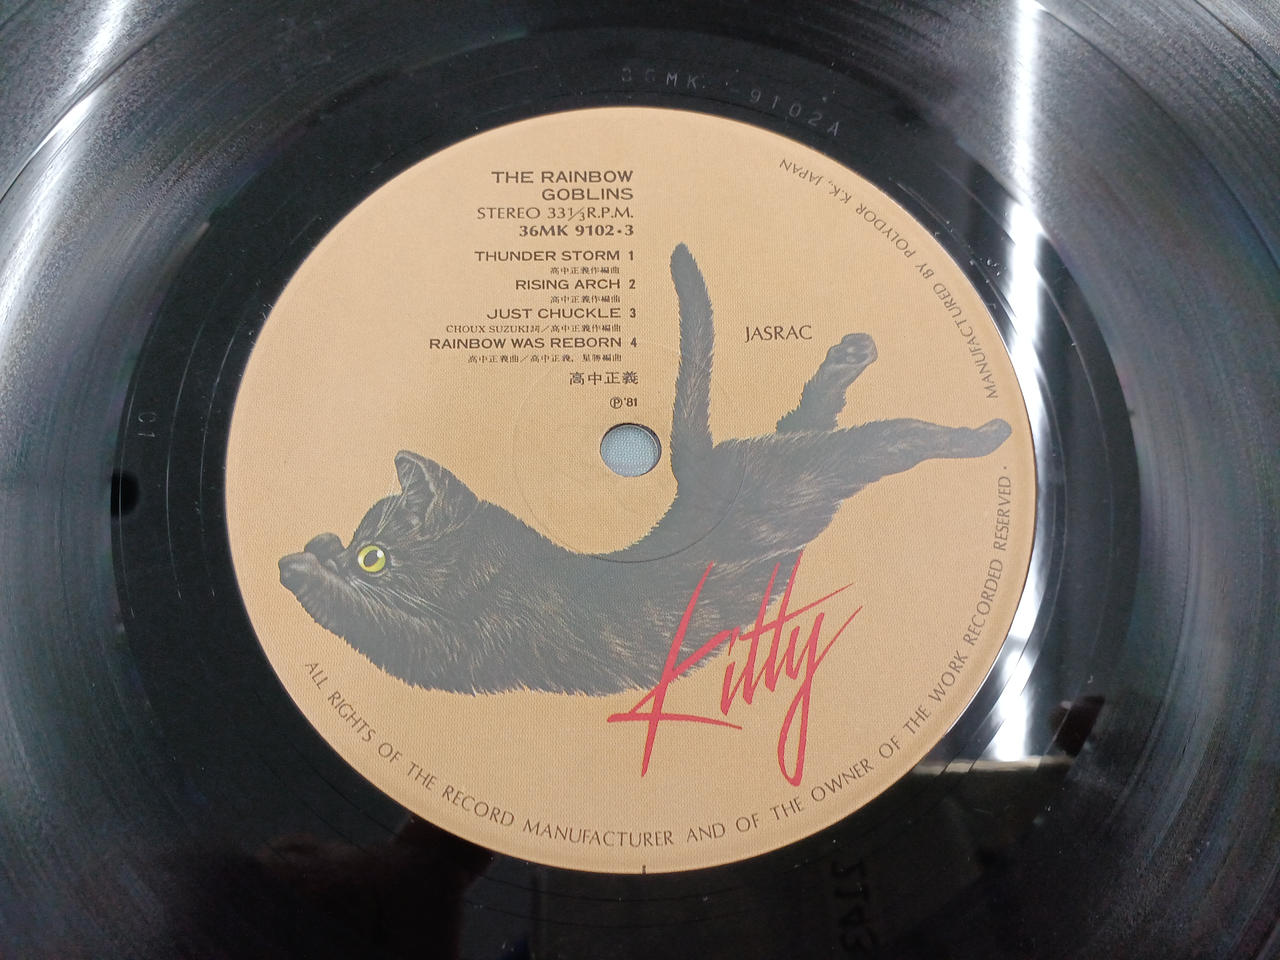 36MK-9102A
THE RAINBOW
GOBLINS
STEREO 33⅓R.P.M.
36MK 9102・3
THUNDER STORM 1
高中正義作編曲
RISING ARCH 2
高中正義作編曲
JUST CHUCKLE 3
CHOUX SUZUKI詞／高中正義作編曲
RAINBOW WAS REBORN 4
高中正義曲／高中正義、星勝編曲
高中正義
Ⓟ'81
JASRAC
Kitty
ALL RIGHTS OF THE RECORD MANUFACTURER AND OF THE OWNER OF THE WORK RECORDED RESERVED・
MANUFACTURED BY POLYDOR K.K., JAPAN